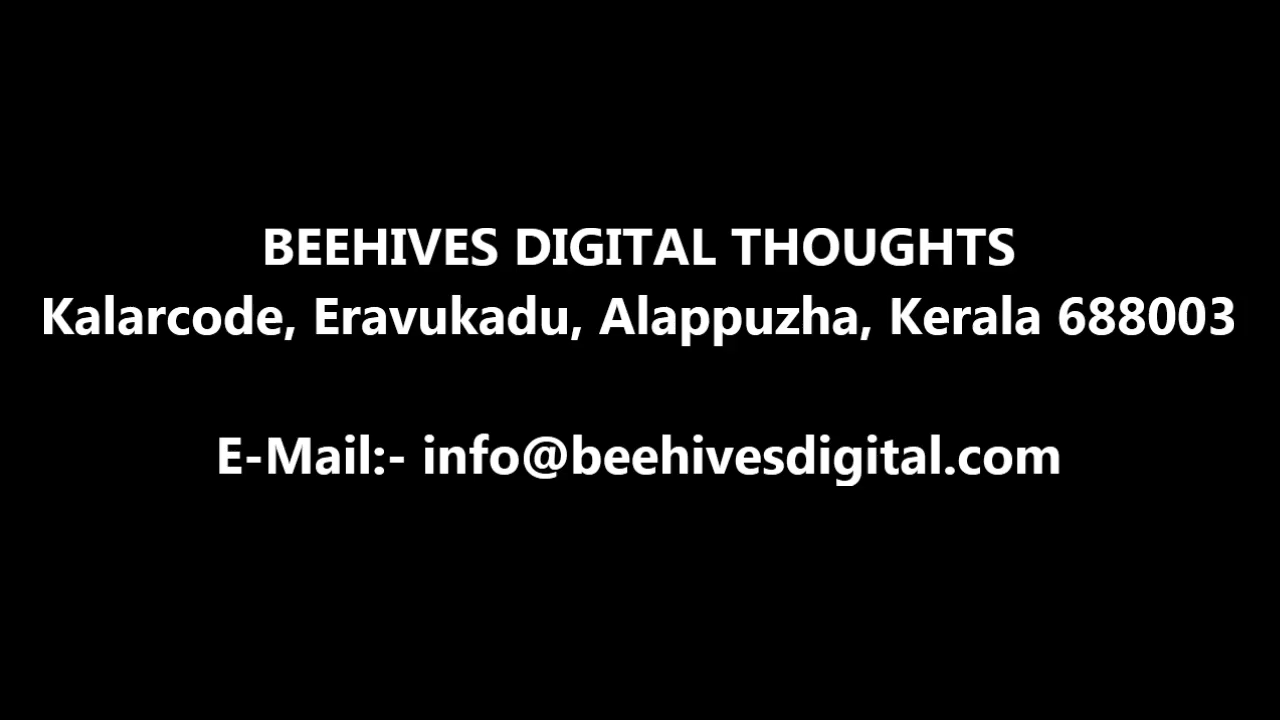 BEEHIVES DIGITAL THOUGHTS
Kalarcode, Eravukadu, Alappuzha, Kerala 688003
E-Mail:- info@beehivesdigital.com